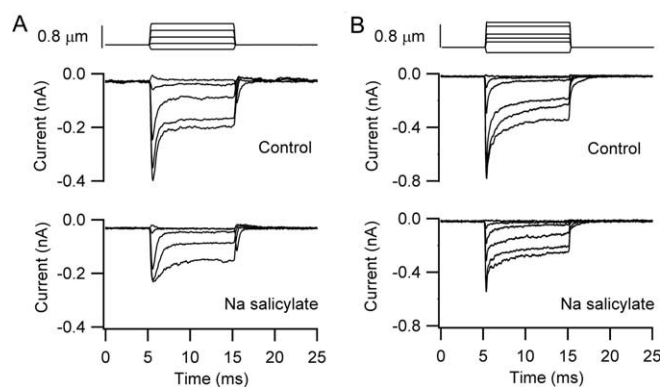 A
0.8 μm
0.0
-0.2
-0.4
Current (nA)
Control
0.0
-0.2
-0.4
Current (nA)
Na salicylate
0 5 10 15 20 25
Time (ms)
B
0.8 μm
0.0
-0.4
-0.8
Current (nA)
Control
0.0
-0.4
-0.8
Current (nA)
Na salicylate
0 5 10 15 20 25
Time (ms)